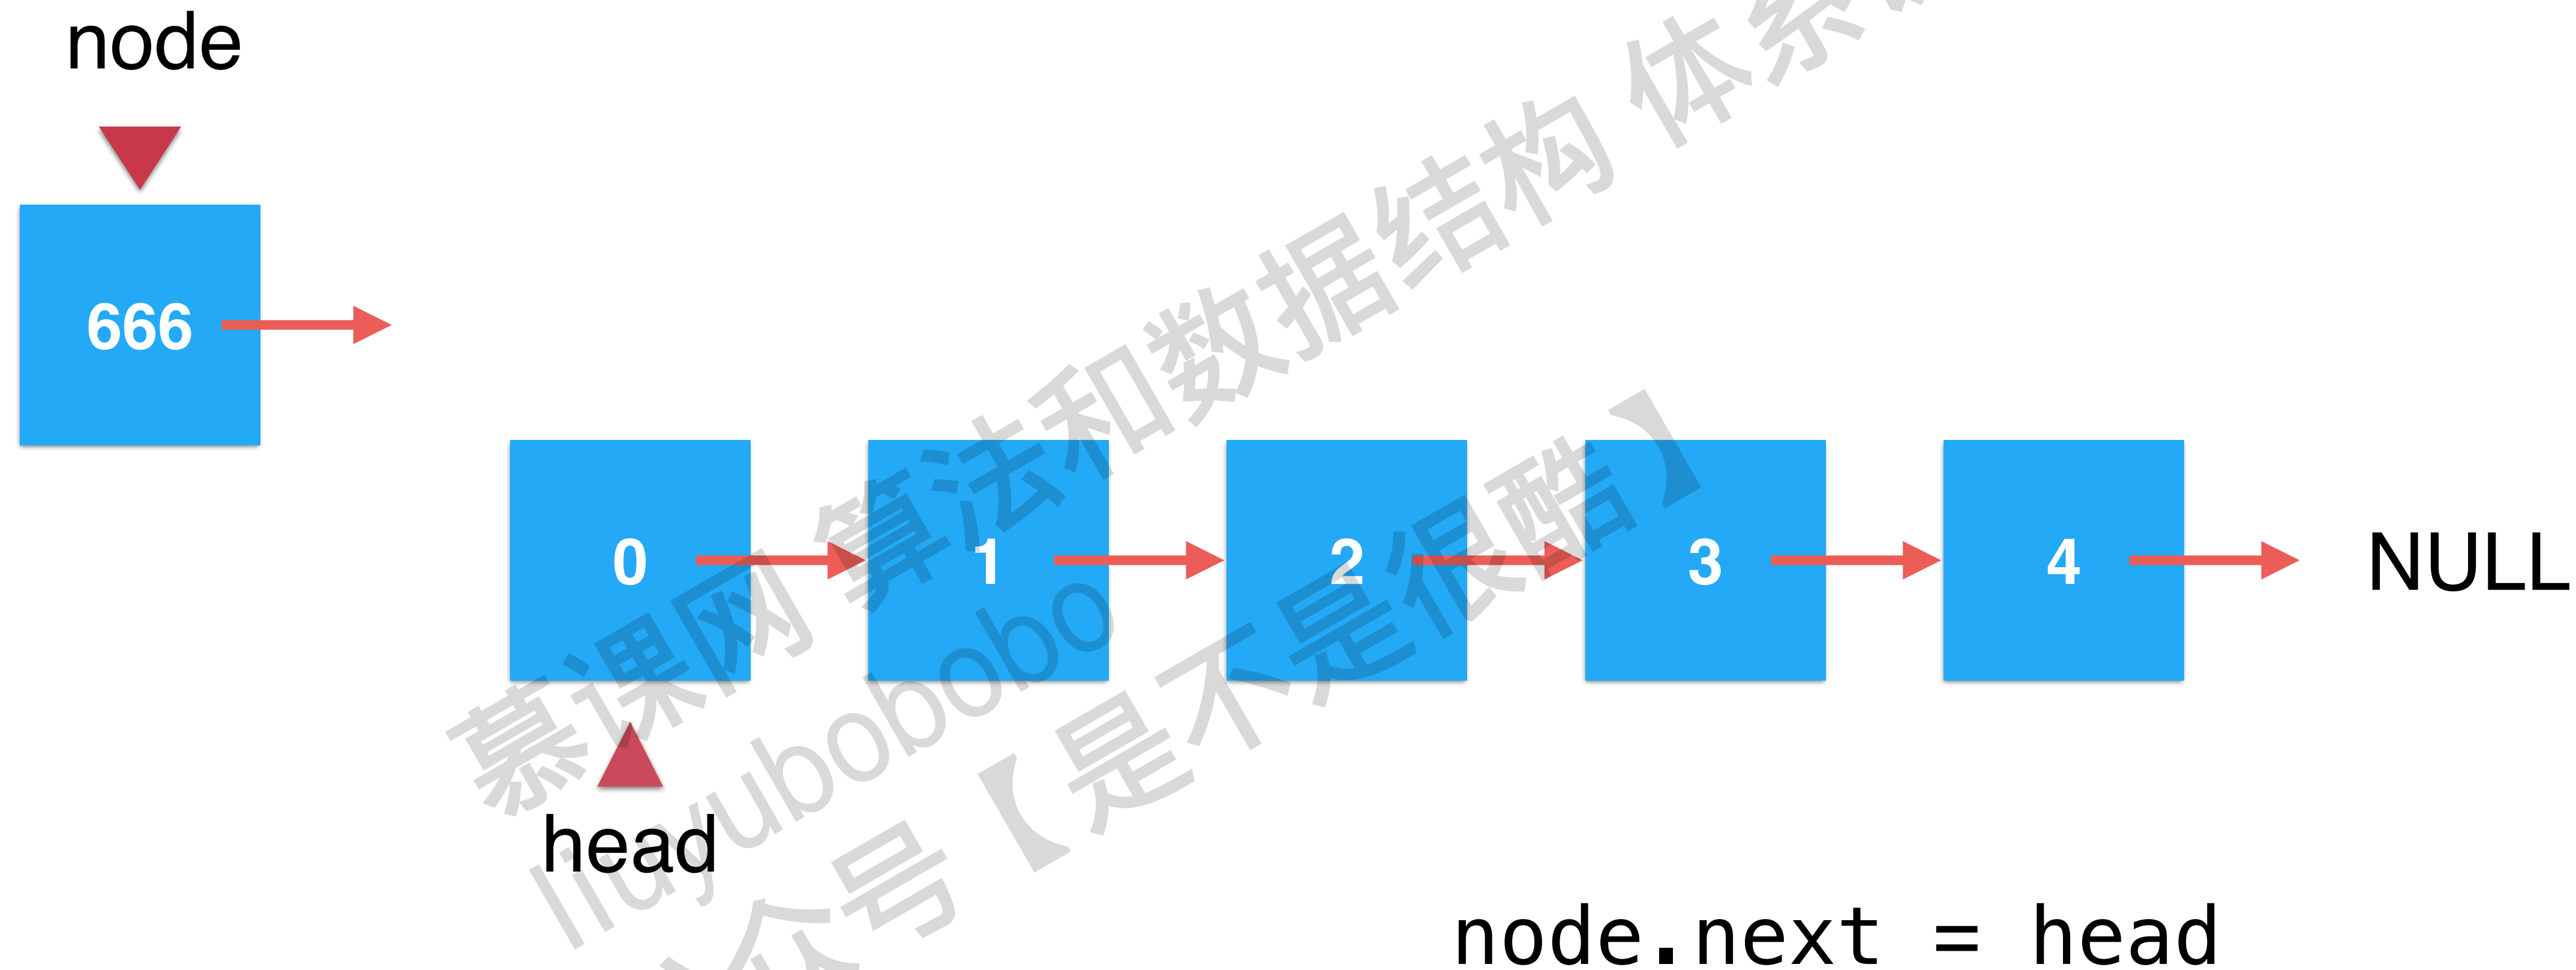 node
666
0
1
2
3
4
NULL
head
node.next = head
慕课网 算法和数据结构 体系
liuyubobobo
众号【是不是很酷】